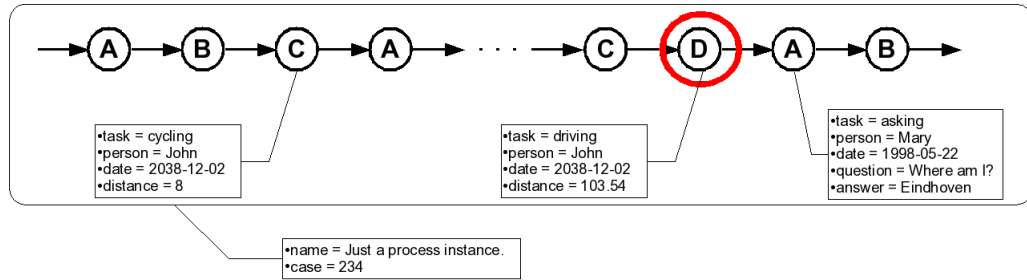 A B C A . . . . C D A B
•task = cycling
•person = John
•date = 2038-12-02
•distance = 8
•task = driving
•person = John
•date = 2038-12-02
•distance = 103.54
•task = asking
•person = Mary
•date = 1998-05-22
•question = Where am I?
•answer = Eindhoven
•name = Just a process instance.
•case = 234